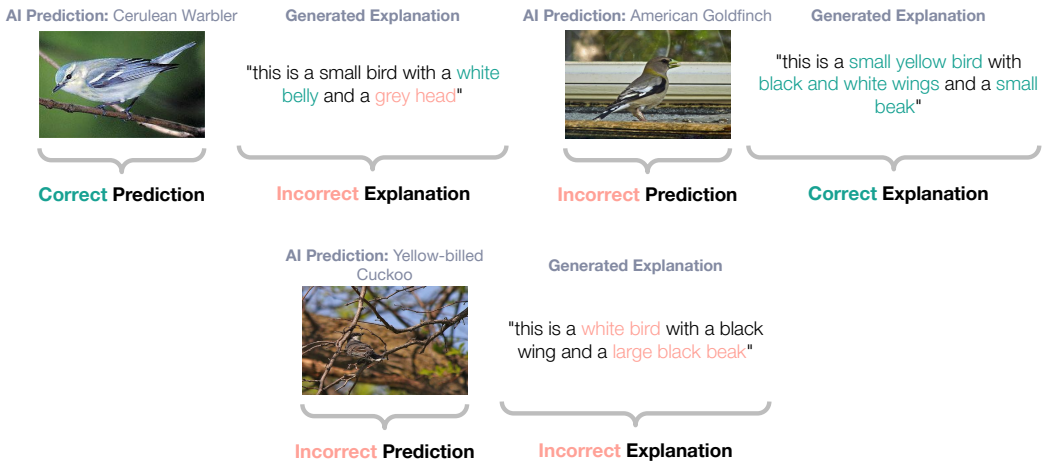 AI Prediction: Cerulean Warbler
Generated Explanation
"this is a small bird with a white
belly and a grey head"
Correct Prediction
Incorrect Explanation
AI Prediction: American Goldfinch
Generated Explanation
"this is a small yellow bird with
black and white wings and a small
beak"
Incorrect Prediction
Correct Explanation
AI Prediction: Yellow-billed
Cuckoo
Generated Explanation
"this is a white bird with a black
wing and a large black beak"
Incorrect Prediction
Incorrect Explanation